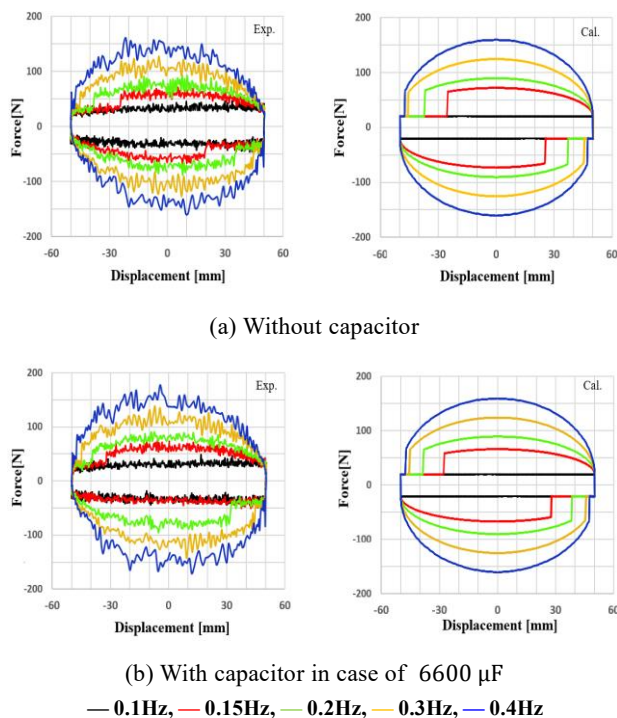 Exp.
Cal.
200
100
0
-100
-200
Force[N]
-60
-30
0
30
60
Displacement [mm]
200
100
0
-100
-200
Force[N]
-60
-30
0
30
60
Displacement [mm]
(a) Without capacitor
Exp.
Cal.
200
100
0
-100
-200
Force[N]
-60
-30
0
30
60
Displacement [mm]
200
100
0
-100
-200
Force[N]
-60
-30
0
30
60
Displacement [mm]
(b) With capacitor in case of 6600 μF
— 0.1Hz, — 0.15Hz, — 0.2Hz, — 0.3Hz, — 0.4Hz